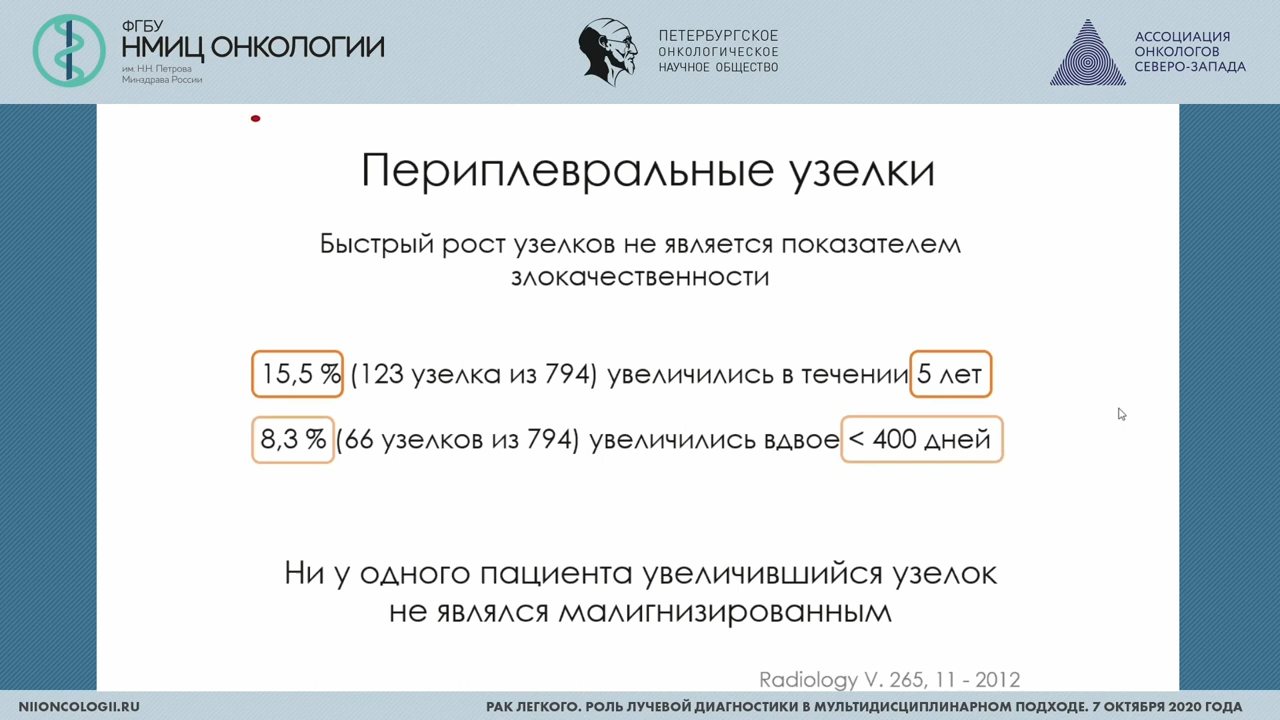 ФГБУ
НМИЦ ОНКОЛОГИИ
им. Н.Н. Петрова
Минздрава России
ПЕТЕРБУРГСКОЕ
ОНКОЛОГИЧЕСКОЕ
НАУЧНОЕ ОБЩЕСТВО
АССОЦИАЦИЯ
ОНКОЛОГОВ
СЕВЕРО-ЗАПАДА
Периплевральные узелки
Быстрый рост узелков не является показателем
злокачественности
15,5 % (123 узелка из 794) увеличились в течении 5 лет
8,3 % (66 узелков из 794) увеличились вдвое < 400 дней
Ни у одного пациента увеличившийся узелок
не являлся малигнизированным
Radiology V. 265, 11 - 2012
NIIONCOLOGII.RU
РАК ЛЕГКОГО. РОЛЬ ЛУЧЕВОЙ ДИАГНОСТИКИ В МУЛЬТИДИСЦИПЛИНАРНОМ ПОДХОДЕ. 7 ОКТЯБРЯ 2020 ГОДА